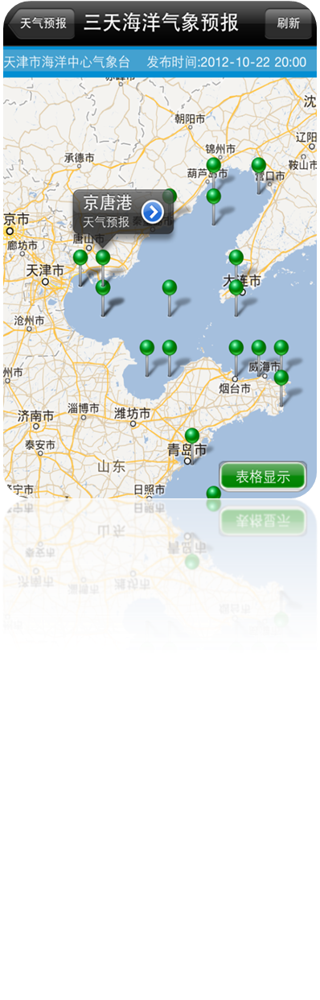 天气预报 三天海洋气象预报 刷新
天津市海洋中心气象台 发布时间:2012-10-22 20:00
沈
朝阳市
辽阳
锦州市
承德市
鞍山市
葫芦岛市
营口市
京唐港
天气预报
京市
唐山市
廊坊市
天津市
大连市
沧州市
州市
威海市
烟台市
淄博市
济南市
潍坊市
泰安市
青岛市
山东
表格显示
济宁市
日照市